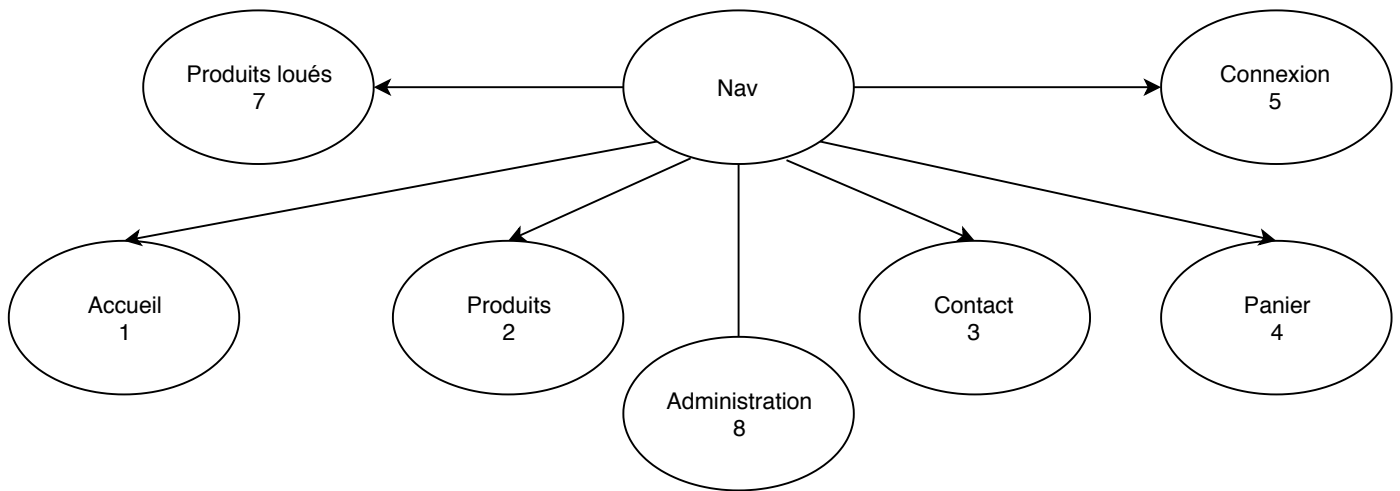 Produits loués
7
Nav
Connexion
5
Accueil
1
Produits
2
Contact
3
Panier
4
Administration
8